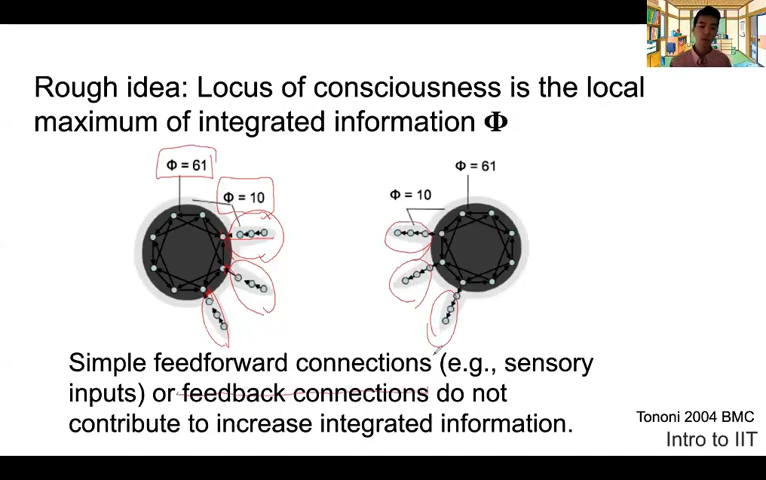 Rough idea: Locus of consciousness is the local
maximum of integrated information Φ
Φ = 61
Φ = 10
Φ = 61
Φ = 10
Simple feedforward connections (e.g., sensory
inputs) or feedback connections do not
contribute to increase integrated information.
Tononi 2004 BMC
Intro to IIT